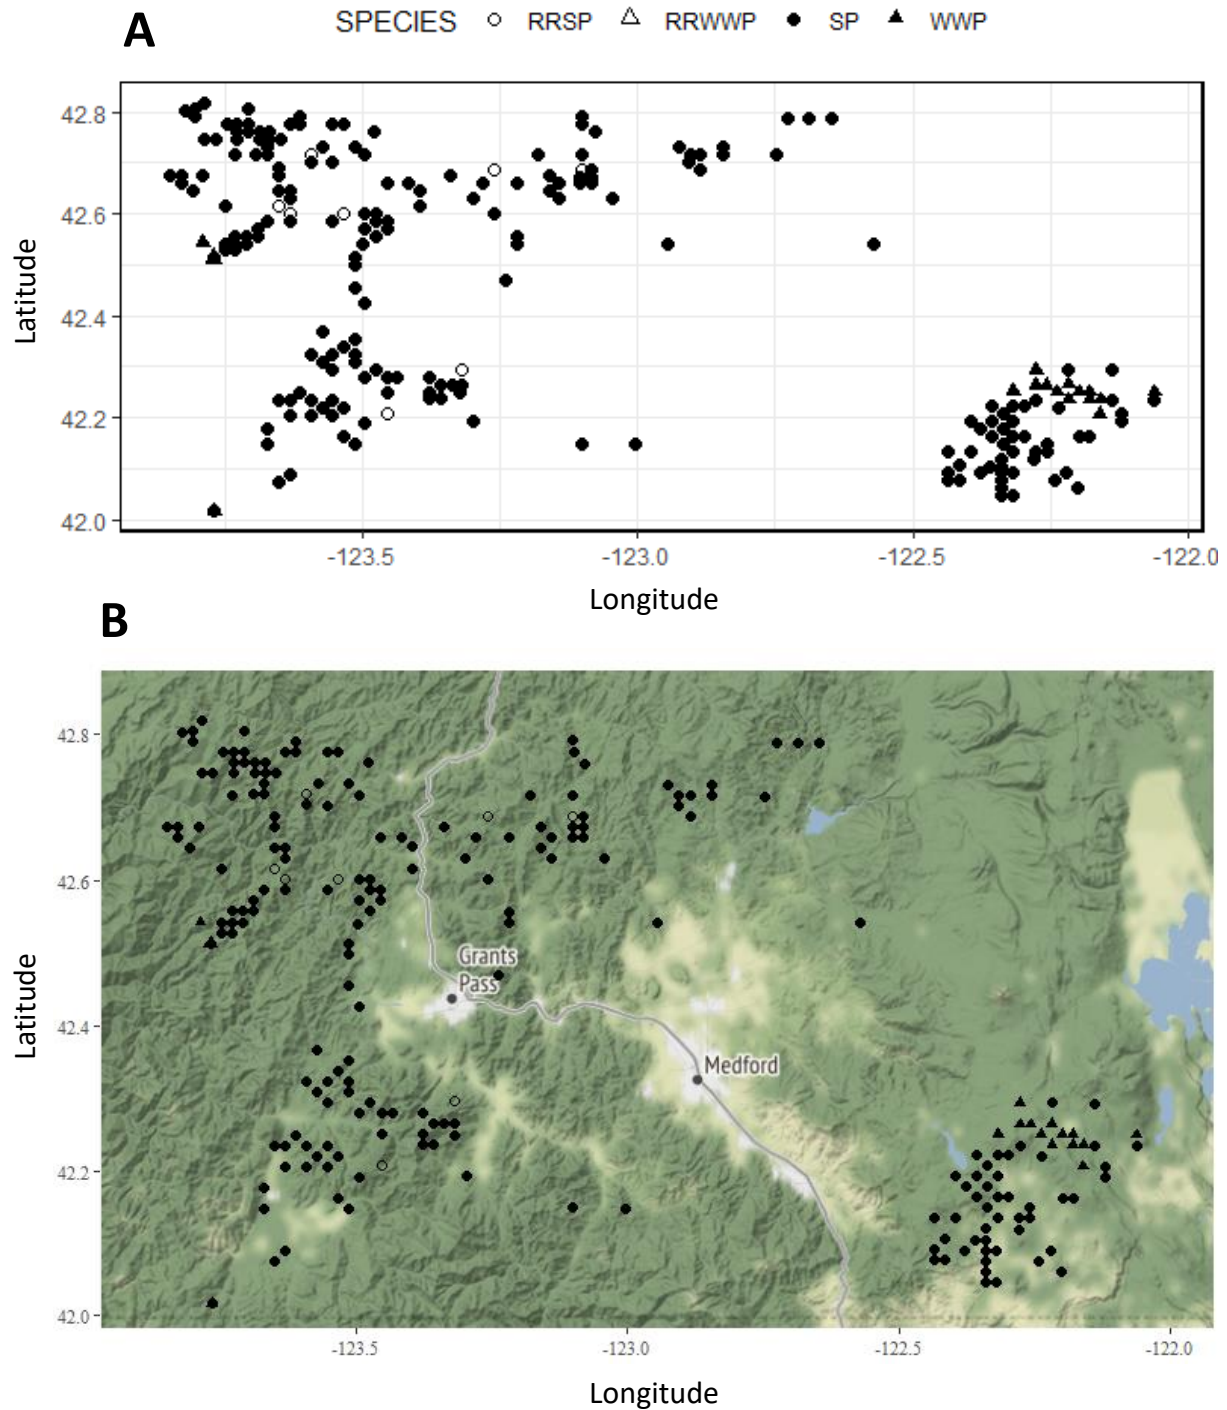 A
SPECIES RRSP RRWWP SP WWP
42.8
42.6
42.4
42.2
42.0
Latitude
-123.5 -123.0 -122.5 -122.0
Longitude
B
42.8
42.6
42.4
42.2
42.0
Latitude
Grants
Pass
Medford
-123.5 -123.0 -122.5 -122.0
Longitude